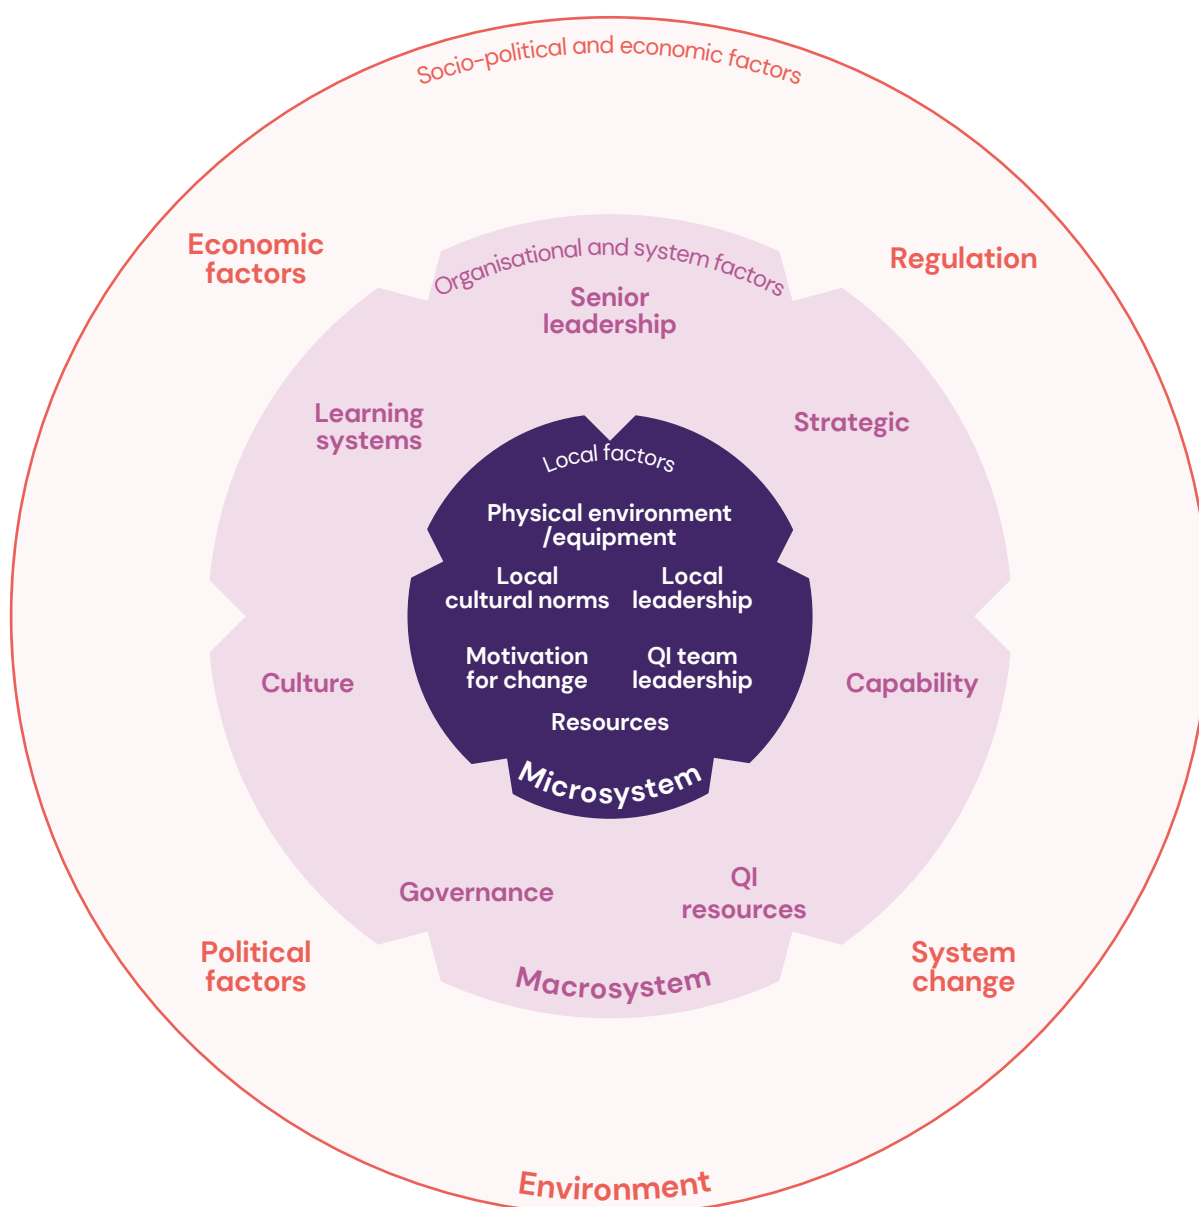 Socio-political and economic factors
Economic
factors
Regulation
Organisational and system factors
Senior
leadership
Learning
systems
Strategic
Local factors
Physical environment
/equipment
Local
cultural norms
Local
leadership
Motivation
for change
QI team
leadership
Resources
Microsystem
Culture
Capability
Governance
QI
resources
Macrosystem
Political
factors
System
change
Environment